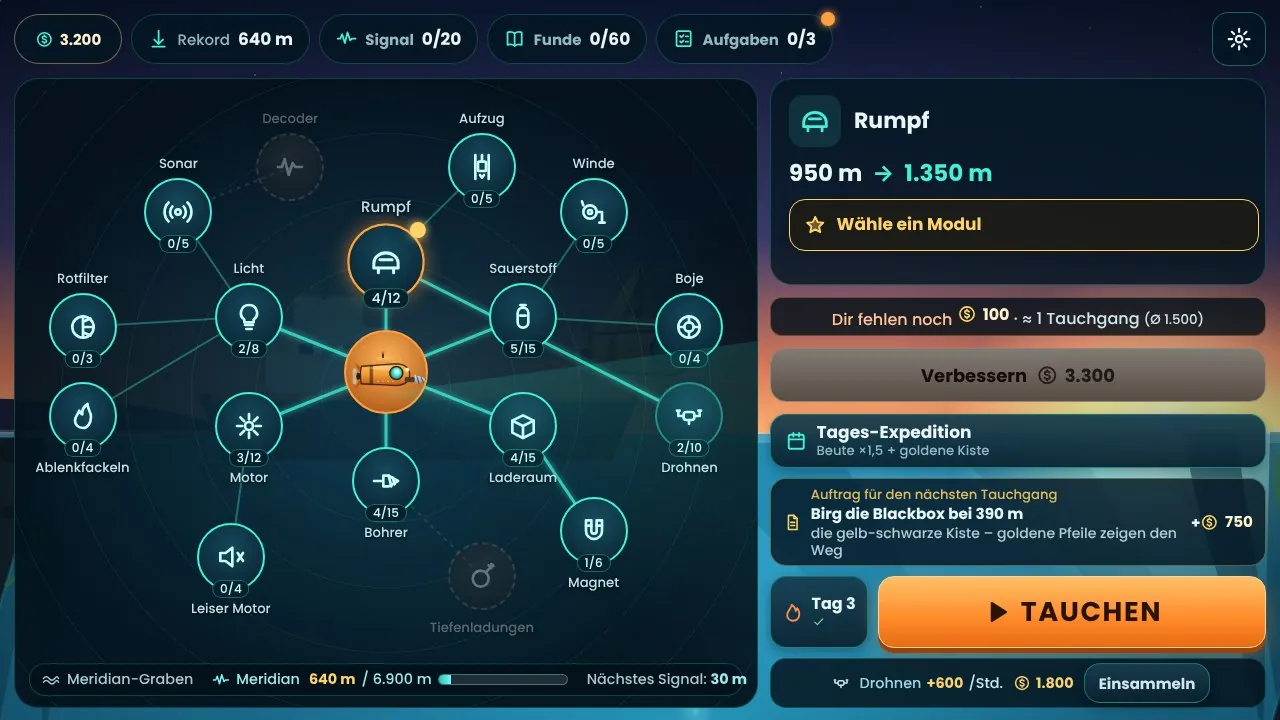 3.200
Rekord 640 m
Signal 0/20
Funde 0/60
Aufgaben 0/3
Decoder
Aufzug
0/5
Sonar
0/5
Winde
0/5
Rumpf
4/12
Rotfilter
0/3
Licht
2/8
Sauerstoff
5/15
Boje
0/4
0/4
Ablenkfackeln
3/12
Motor
4/15
Laderaum
2/10
Drohnen
4/15
Bohrer
1/6
Magnet
0/4
Leiser Motor
Tiefenladungen
Meridian-Graben
Meridian 640 m / 6.900 m
Nächstes Signal: 30 m
Rumpf
950 m → 1.350 m
Wähle ein Modul
Dir fehlen noch 100 · ≈ 1 Tauchgang (Ø 1.500)
Verbessern 3.300
Tages-Expedition
Beute ×1,5 + goldene Kiste
Auftrag für den nächsten Tauchgang
Birg die Blackbox bei 390 m
die gelb-schwarze Kiste – goldene Pfeile zeigen den
Weg
+ 750
Tag 3
TAUCHEN
Drohnen +600 /Std. 1.800
Einsammeln